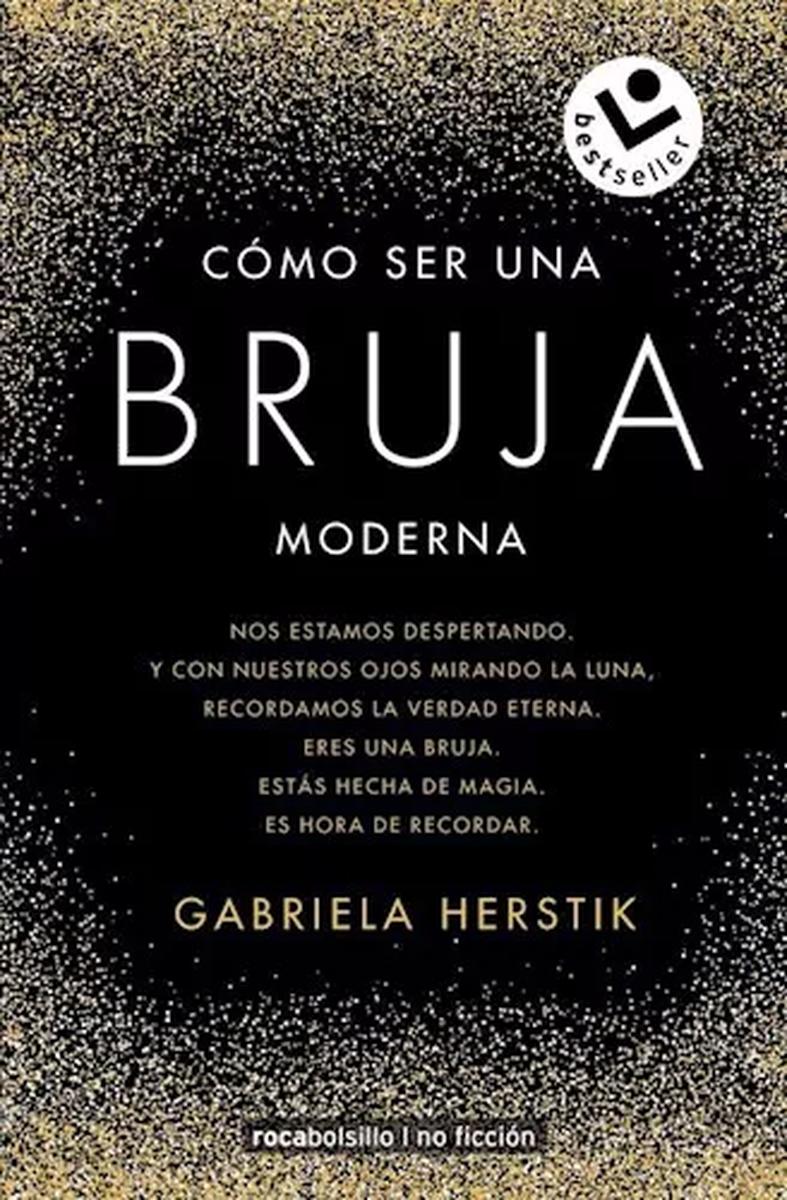 bestseller
CÓMO SER UNA
BRUJA
MODERNA
NOS ESTAMOS DESPERTANDO.
Y CON NUESTROS OJOS MIRANDO LA LUNA,
RECORDAMOS LA VERDAD ETERNA.
ERES UNA BRUJA.
ESTÁS HECHA DE MAGIA.
ES HORA DE RECORDAR.
GABRIELA HERSTIK
rocabolsillo | no ficción